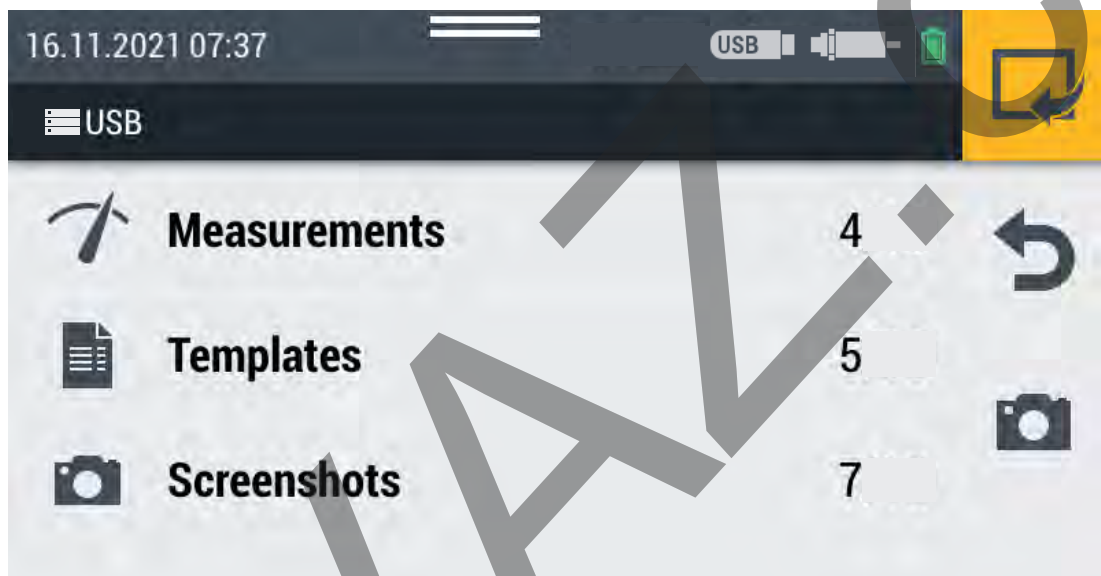 16.11.2021 07:37 USB
USB
Measurements 4
Templates 5
Screenshots 7